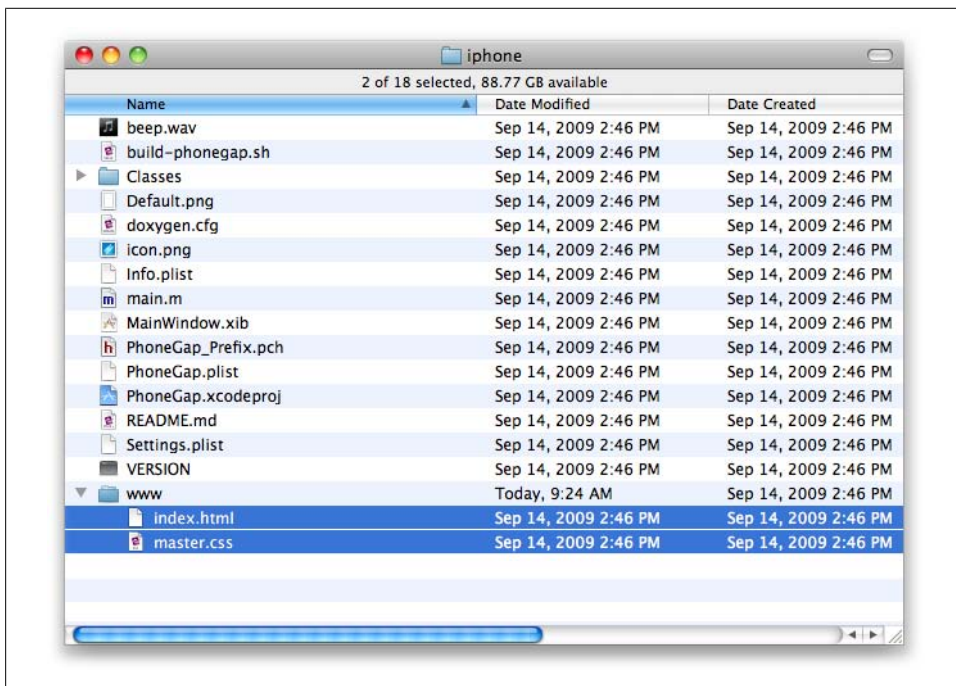 iphone
2 of 18 selected, 88.77 GB available
Name Date Modified Date Created
beep.wav Sep 14, 2009 2:46 PM Sep 14, 2009 2:46 PM
build-phonegap.sh Sep 14, 2009 2:46 PM Sep 14, 2009 2:46 PM
Classes Sep 14, 2009 2:46 PM Sep 14, 2009 2:46 PM
Default.png Sep 14, 2009 2:46 PM Sep 14, 2009 2:46 PM
doxygen.cfg Sep 14, 2009 2:46 PM Sep 14, 2009 2:46 PM
icon.png Sep 14, 2009 2:46 PM Sep 14, 2009 2:46 PM
Info.plist Sep 14, 2009 2:46 PM Sep 14, 2009 2:46 PM
m main.m Sep 14, 2009 2:46 PM Sep 14, 2009 2:46 PM
MainWindow.xib Sep 14, 2009 2:46 PM Sep 14, 2009 2:46 PM
h PhoneGap_Prefix.pch Sep 14, 2009 2:46 PM Sep 14, 2009 2:46 PM
PhoneGap.plist Sep 14, 2009 2:46 PM Sep 14, 2009 2:46 PM
PhoneGap.xcodeproj Sep 14, 2009 2:46 PM Sep 14, 2009 2:46 PM
README.md Sep 14, 2009 2:46 PM Sep 14, 2009 2:46 PM
Settings.plist Sep 14, 2009 2:46 PM Sep 14, 2009 2:46 PM
VERSION Sep 14, 2009 2:46 PM Sep 14, 2009 2:46 PM
www Today, 9:24 AM Sep 14, 2009 2:46 PM
index.html Sep 14, 2009 2:46 PM Sep 14, 2009 2:46 PM
master.css Sep 14, 2009 2:46 PM Sep 14, 2009 2:46 PM